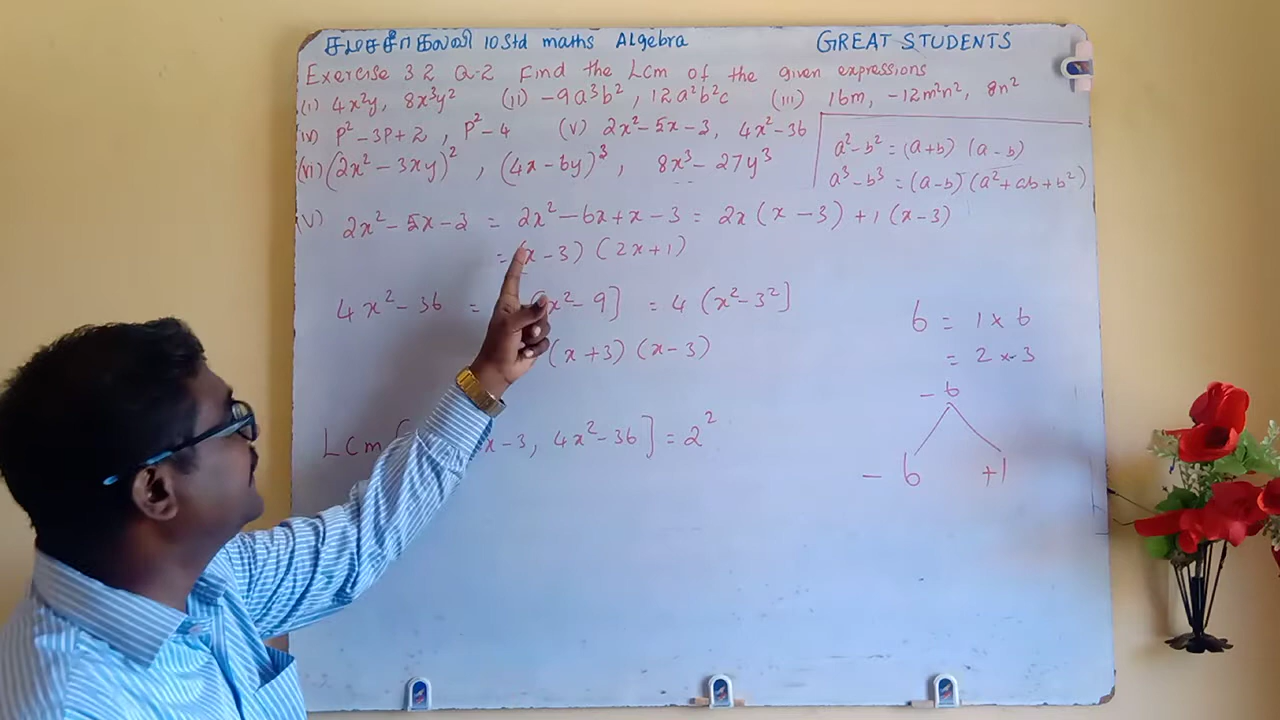 சமச்சீர் கல்வி 10 Std maths Algebra GREAT STUDENTS
Exercise 3.2 Q-2 Find the LCM of the given expressions
(i) 4x²y, 8x³y² (ii) -9a³b², 12a²b²c (iii) 16m, -12m²n², 8n²
iv) p²-3p+2, p²-4 (v) 2x²-5x-3, 4x²-36
(vi) (2x²-3xy)², (4x-6y)³, 8x³-27y³
a²-b² = (a+b) (a-b)
a³-b³ = (a-b) (a²+ab+b²)
(v) 2x²-5x-3 = 2x²-6x+x-3 = 2x(x-3)+1(x-3)
= (x-3) (2x+1)
4x²-36 = (x²-9] = 4 (x²-3²]
(x+3) (x-3)
LCM [ x-3, 4x²-36] = 2²
6 = 1×6
= 2×3
-6
-6 +1